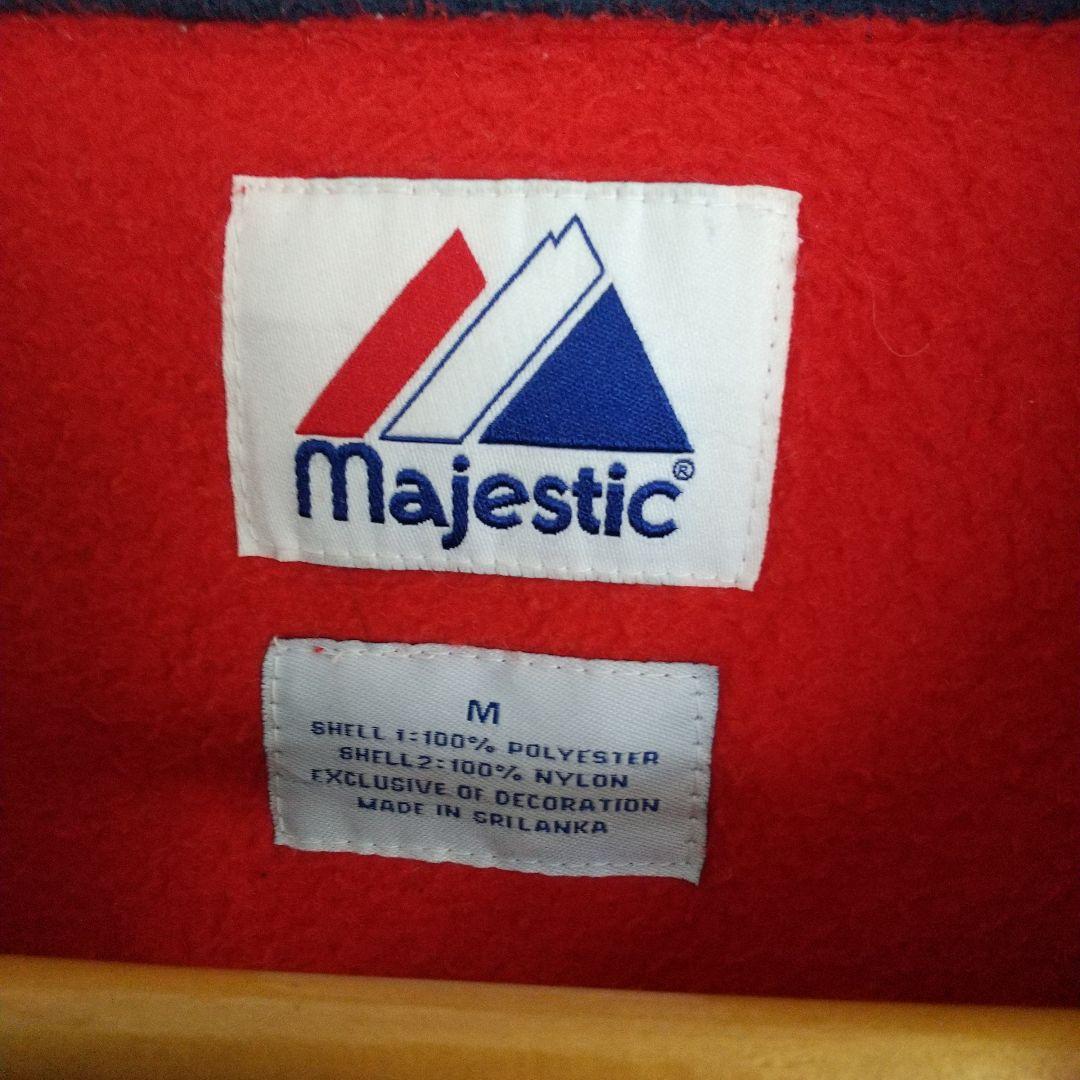 Majestic®
M
SHELL 1:100% POLYESTER
SHELL2:100% NYLON
EXCLUSIVE OF DECORATION
MADE IN SRILANKA